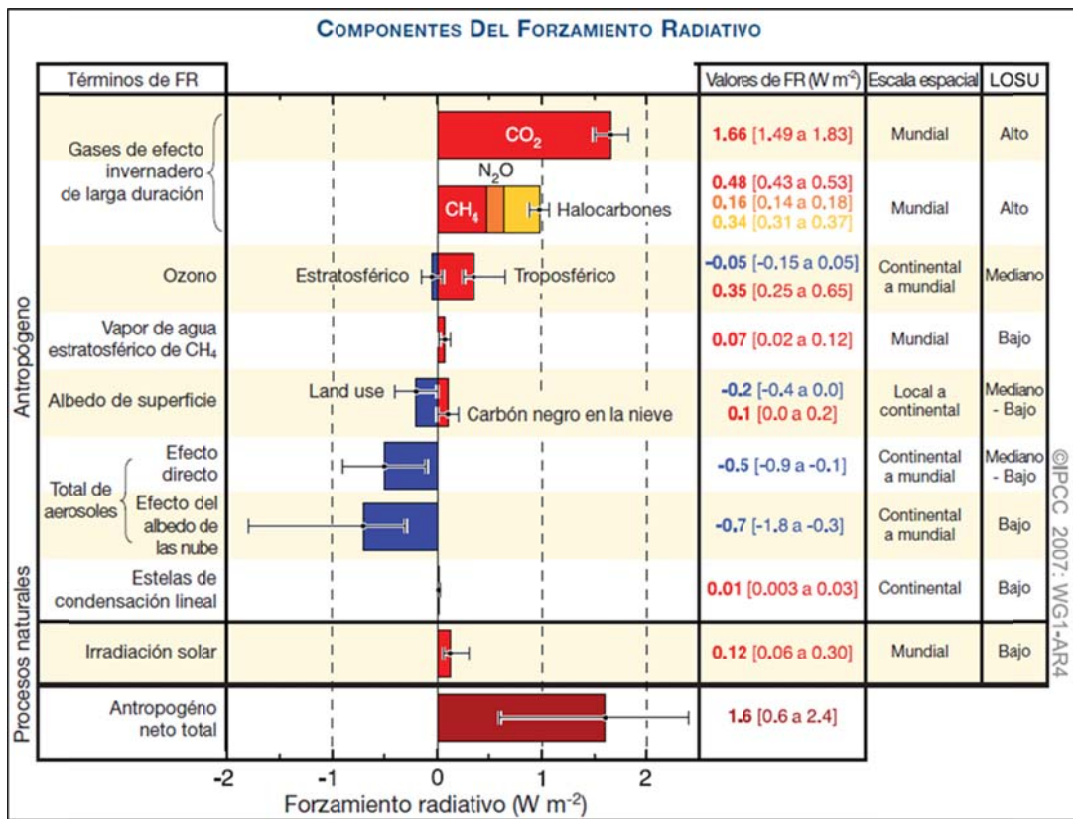 COMPONENTES DEL FORZAMIENTO RADIATIVO
Términos de FR
Valores de FR (W m-2)
Escala espacial
LOSU
Antropógeno
Gases de efecto
invernadero
de larga duración
CO2
1.66 [1.49 a 1.83]
Mundial
Alto
N2O
CH4
Halocarbones
0.48 [0.43 a 0.53]
0.16 [0.14 a 0.18]
0.34 [0.31 a 0.37]
Mundial
Alto
Ozono
Estratosférico
Troposférico
-0.05 [-0.15 a 0.05]
0.35 [0.25 a 0.65]
Continental
a mundial
Mediano
Vapor de agua
estratosférico de CH4
0.07 [0.02 a 0.12]
Mundial
Bajo
Albedo de superficie
Land use
Carbón negro en la nieve
-0.2 [-0.4 a 0.0]
0.1 [0.0 a 0.2]
Local a
continental
Mediano
- Bajo
Total de
aerosoles
Efecto
directo
-0.5 [-0.9 a -0.1]
Continental
a mundial
Mediano
- Bajo
Efecto del
albedo de
las nube
-0.7 [-1.8 a -0.3]
Continental
a mundial
Bajo
Estelas de
condensación lineal
0.01 [0.003 a 0.03]
Continental
Bajo
Procesos naturales
Irradiación solar
0.12 [0.06 a 0.30]
Mundial
Bajo
Antropogéno
neto total
1.6 [0.6 a 2.4]
-2 -1 0 1 2
Forzamiento radiativo (W m-2)
©IPCC 2007: WG1-AR4